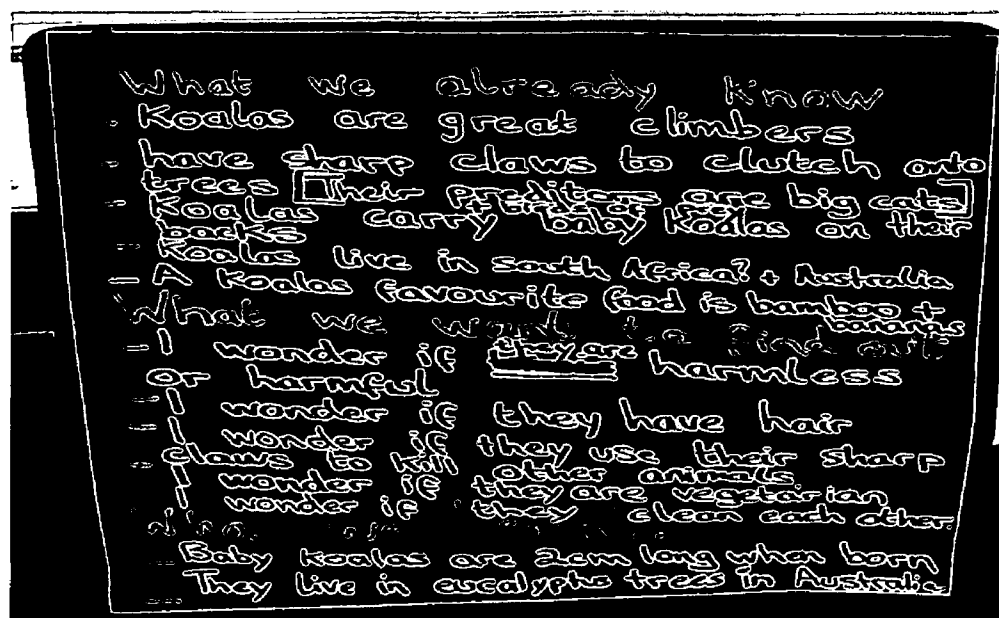 What we already know
- Koalas are great climbers
have sharp claws to clutch onto
trees [Their preditors are big cats]
Koalas carry baby Koalas on their
backs
- Koalas live in south Africa? + Australia
- A Koalas favourite food is bamboo +
bananas
What we want to find out
- I wonder if they are harmless
or harmful
- I wonder if they have hair
- I wonder if they use their sharp
claws to kill other animals
- I wonder if they are vegetarian
- I wonder if they clean each other.
- Baby Koalas are 2cm long when born
- They live in eucalyptus trees in Australia